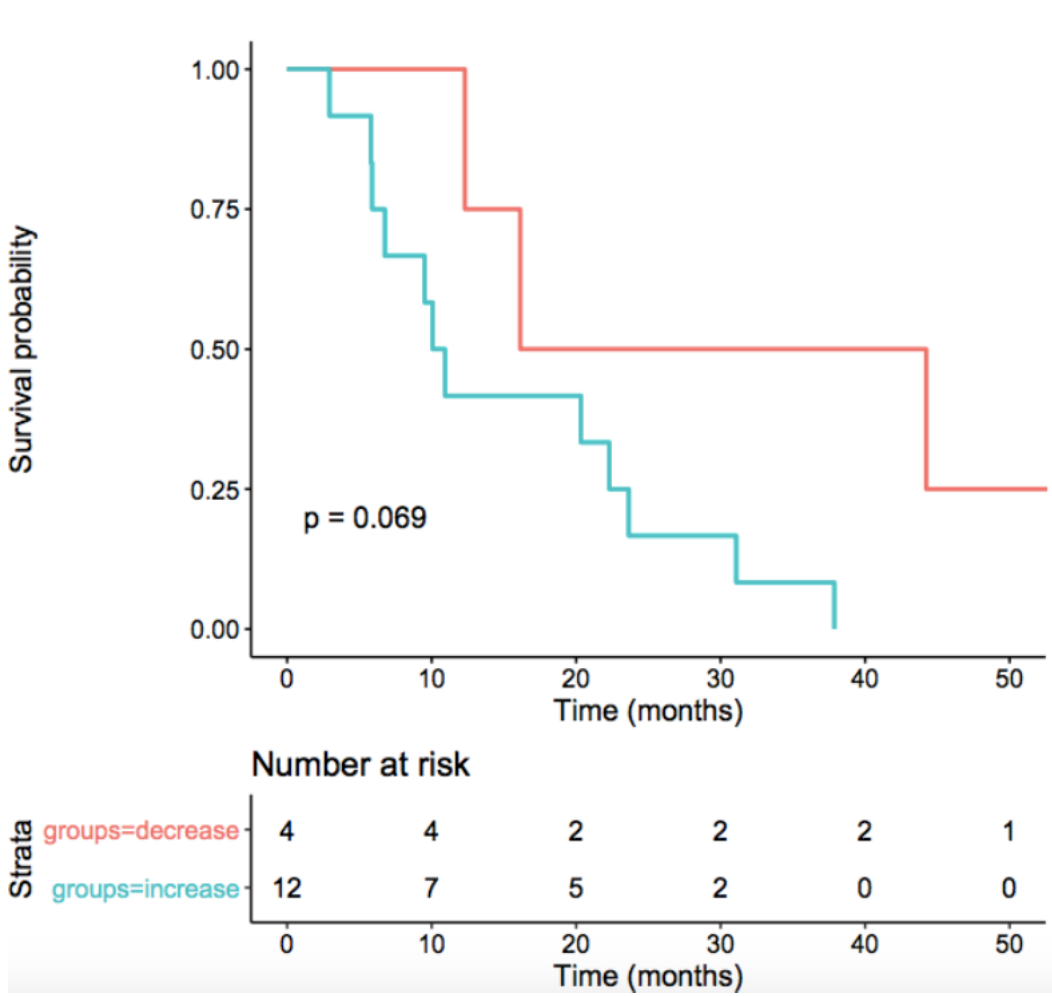 Survival probability
1.00
0.75
0.50
0.25
0.00
p = 0.069
0 10 20 30 40 50
Time (months)
Number at risk
Strata
groups=decrease 4 4 2 2 2 1
groups=increase 12 7 5 2 0 0
0 10 20 30 40 50
Time (months)